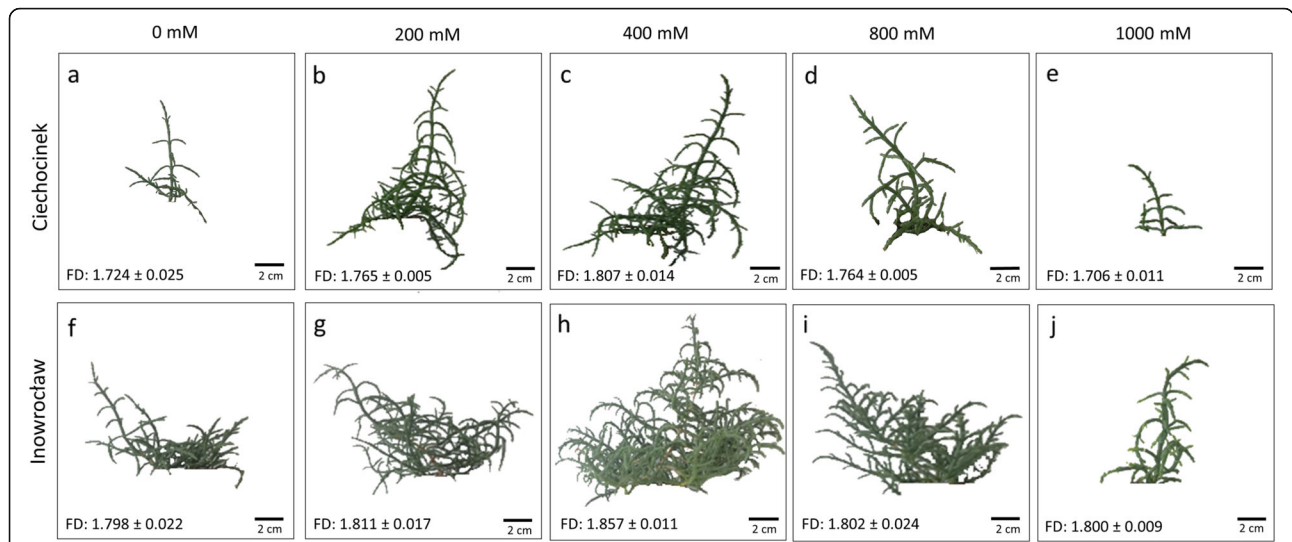 0 mM
200 mM
400 mM
800 mM
1000 mM
Ciechocinek
a
FD: 1.724 ± 0.025
2 cm
b
FD: 1.765 ± 0.005
2 cm
c
FD: 1.807 ± 0.014
2 cm
d
FD: 1.764 ± 0.005
2 cm
e
FD: 1.706 ± 0.011
2 cm
Inowrocław
f
FD: 1.798 ± 0.022
2 cm
g
FD: 1.811 ± 0.017
2 cm
h
FD: 1.857 ± 0.011
2 cm
i
FD: 1.802 ± 0.024
2 cm
j
FD: 1.800 ± 0.009
2 cm